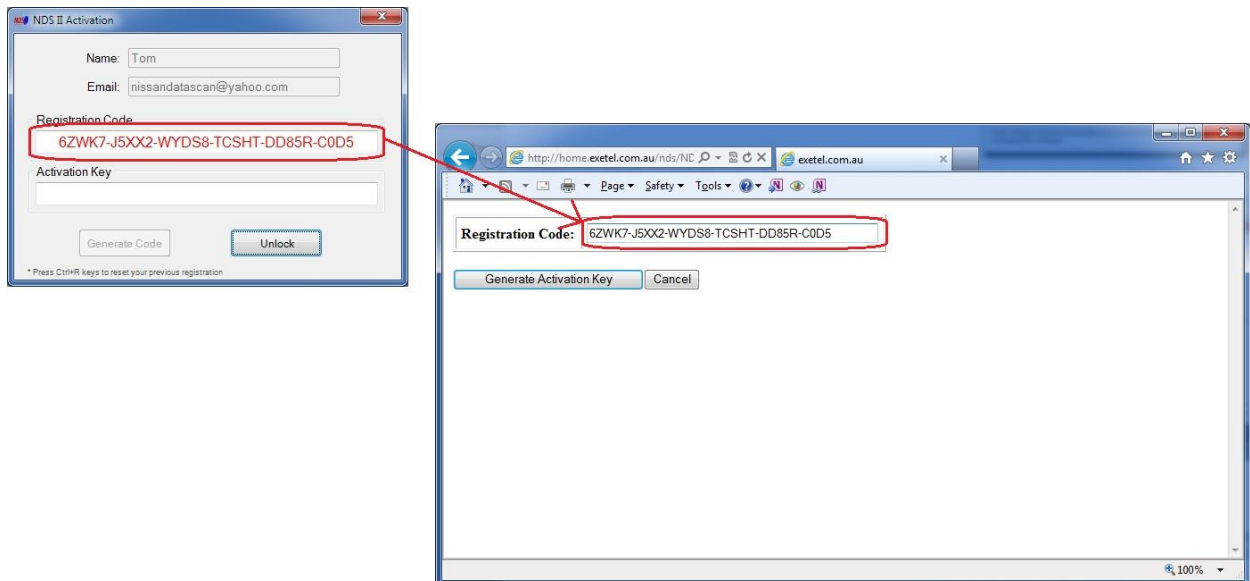 NDS II Activation
Name: Tom
Email: nissandatascan@yahoo.com
Registration Code
6ZWK7-J5XX2-WYDS8-TCSHT-DD85R-C0D5
Activation Key
Generate Code Unlock
* Press Ctrl+R keys to reset your previous registration
http://home.exetel.com.au/nds/NE exetel.com.au
Page Safety Tools
Registration Code: 6ZWK7-J5XX2-WYDS8-TCSHT-DD85R-C0D5
Generate Activation Key Cancel
100%